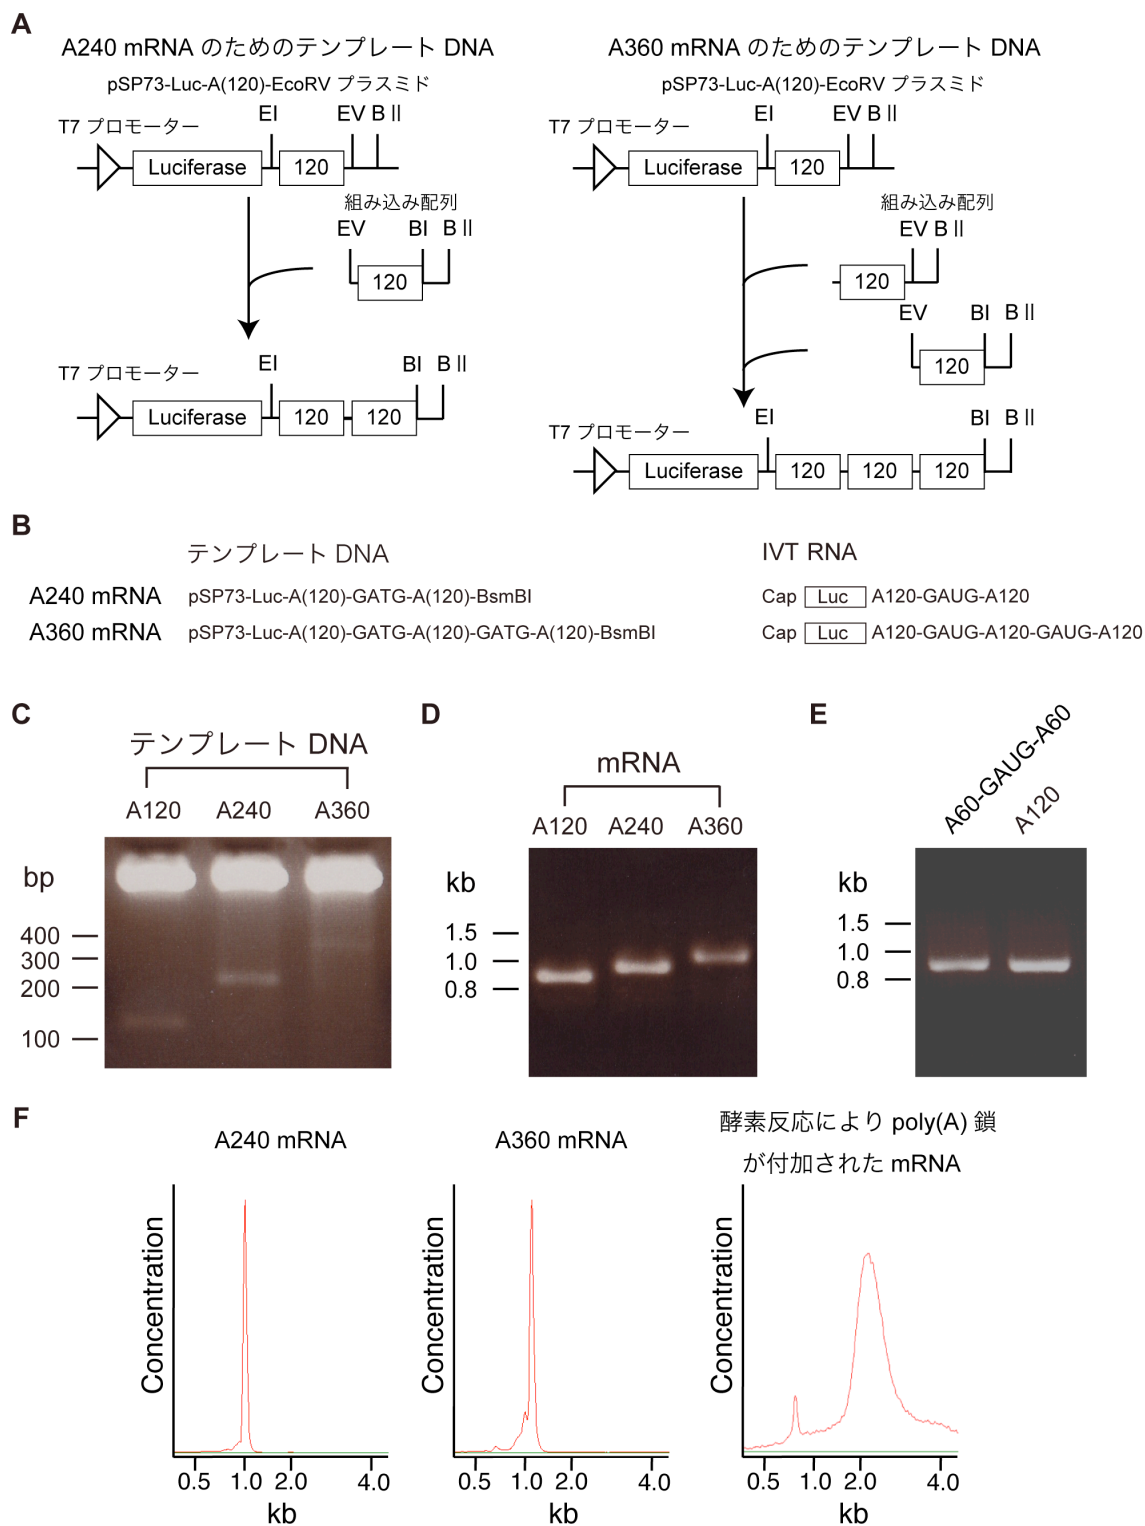 A
A240 mRNA のためのテンプレート DNA
pSP73-Luc-A(120)-EcoRV プラスミド
EI
EV B II
T7 プロモーター
Luciferase
120
組み込み配列
EV
BI
B II
120
EI
BI B II
T7 プロモーター
Luciferase
120
120
A360 mRNA のためのテンプレート DNA
pSP73-Luc-A(120)-EcoRV プラスミド
EI
EV B II
T7 プロモーター
Luciferase
120
組み込み配列
EV B II
120
EV
BI
B II
120
EI
BI B II
T7 プロモーター
Luciferase
120
120
120
B
テンプレート DNA
IVT RNA
A240 mRNA
pSP73-Luc-A(120)-GATG-A(120)-BsmBI
Cap Luc A120-GAUG-A120
A360 mRNA
pSP73-Luc-A(120)-GATG-A(120)-GATG-A(120)-BsmBI
Cap Luc A120-GAUG-A120-GAUG-A120
C
テンプレート DNA
A120 A240 A360
bp
400
300
200
100
D
mRNA
A120 A240 A360
kb
1.5
1.0
0.8
E
A60-GAUG-A60
A120
kb
1.5
1.0
0.8
F
A240 mRNA
Concentration
0.5 1.0 2.0 4.0
kb
A360 mRNA
Concentration
0.5 1.0 2.0 4.0
kb
酵素反応により poly(A) 鎖
が付加された mRNA
Concentration
0.5 1.0 2.0 4.0
kb